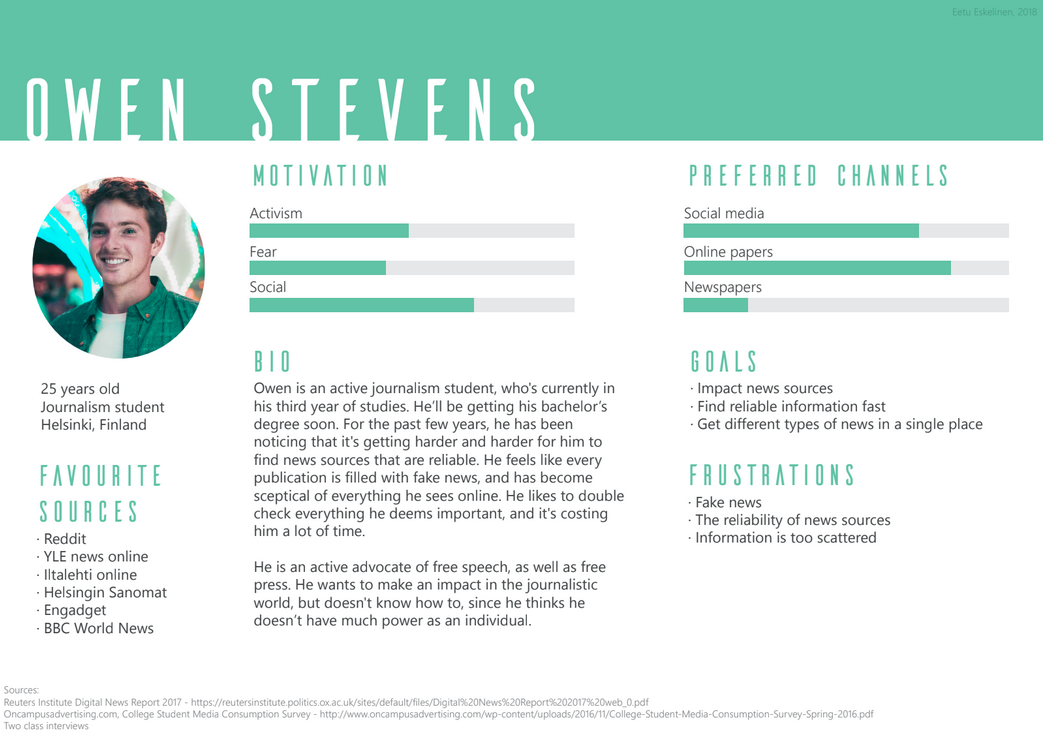 Eetu Eskelinen, 2018
OWEN STEVENS
25 years old
Journalism student
Helsinki, Finland
FAVOURITE
SOURCES
· Reddit
· YLE news online
· Iltalehti online
· Helsingin Sanomat
· Engadget
· BBC World News
MOTIVATION
Activism
Fear
Social
BIO
Owen is an active journalism student, who's currently in
his third year of studies. He’ll be getting his bachelor’s
degree soon. For the past few years, he has been
noticing that it's getting harder and harder for him to
find news sources that are reliable. He feels like every
publication is filled with fake news, and has become
sceptical of everything he sees online. He likes to double
check everything he deems important, and it's costing
him a lot of time.
He is an active advocate of free speech, as well as free
press. He wants to make an impact in the journalistic
world, but doesn't know how to, since he thinks he
doesn’t have much power as an individual.
PREFERRED CHANNELS
Social media
Online papers
Newspapers
GOALS
· Impact news sources
· Find reliable information fast
· Get different types of news in a single place
FRUSTRATIONS
· Fake news
· The reliability of news sources
· Information is too scattered
Sources:
Reuters Institute Digital News Report 2017 - https://reutersinstitute.politics.ox.ac.uk/sites/default/files/Digital%20News%20Report%202017%20web_0.pdf
Oncampusadvertising.com, College Student Media Consumption Survey - http://www.oncampusadvertising.com/wp-content/uploads/2016/11/College-Student-Media-Consumption-Survey-Spring-2016.pdf
Two class interviews